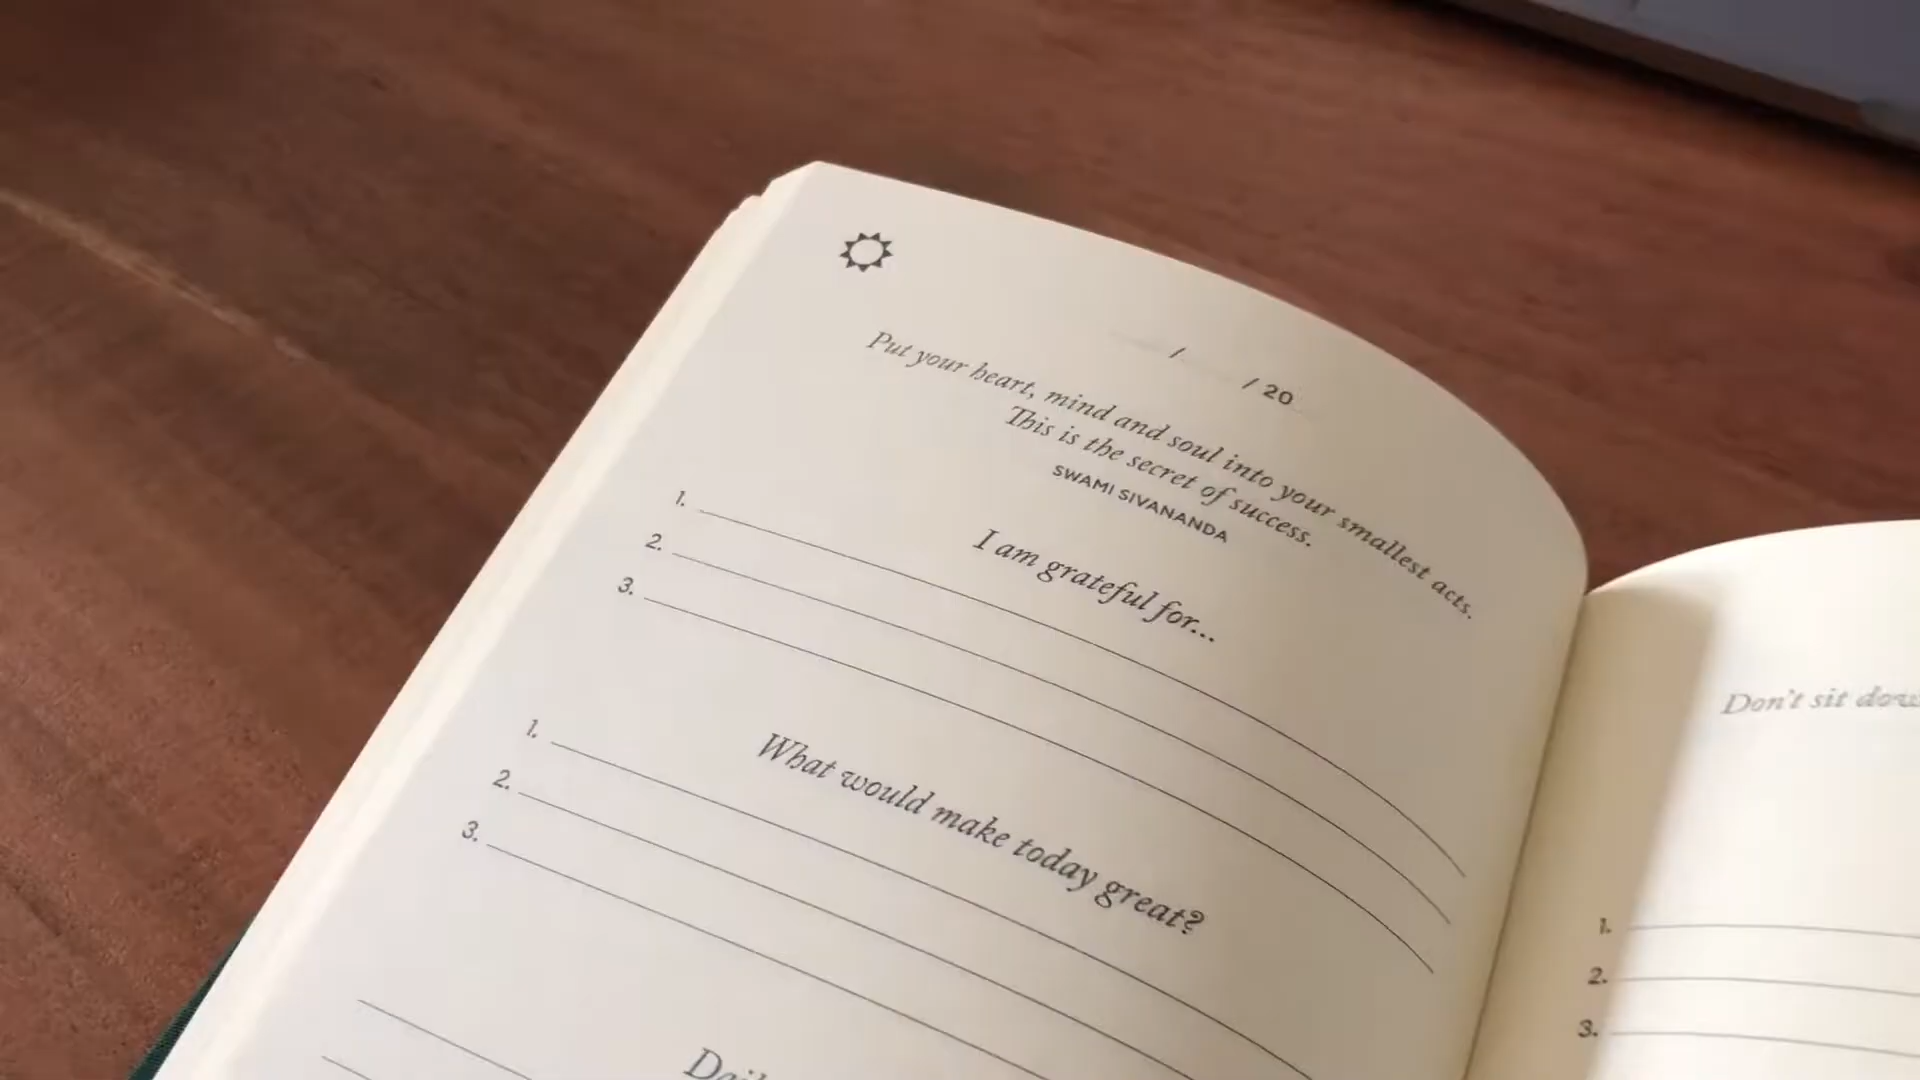 / / 20
Put your heart, mind and soul into your smallest acts.
This is the secret of success.
SWAMI SIVANANDA
I am grateful for...
1.
2.
3.
What would make today great?
1.
2.
3.
Don't sit
1.
2.
3.